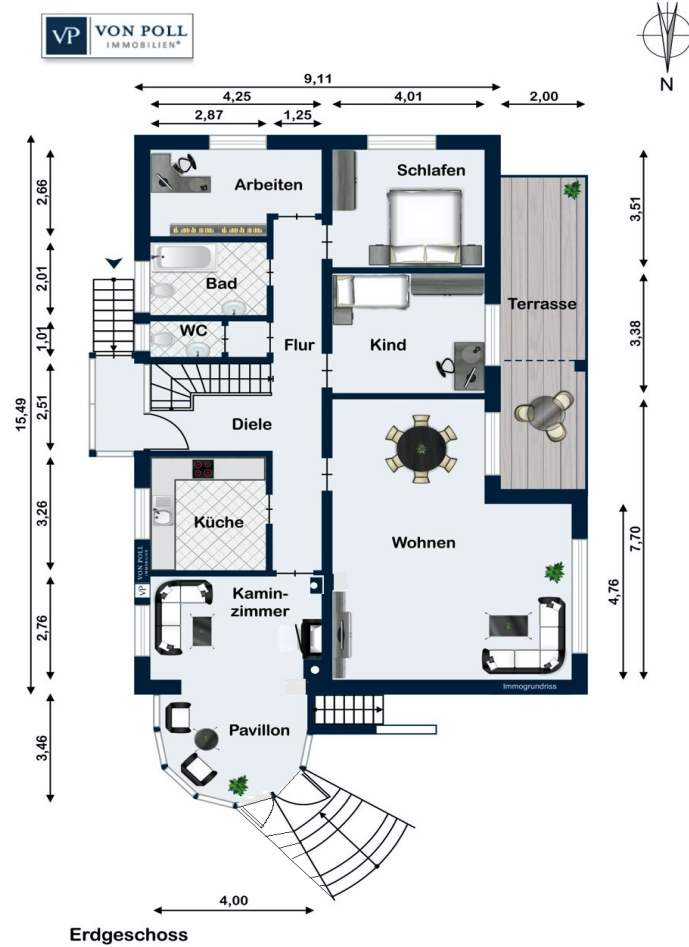 VP VON POLL
IMMOBILIEN®
N
9,11
4,25
4,01
2,00
2,87
1,25
2,66
2,01
1,01
2,51
3,26
2,76
3,46
15,49
3,51
3,38
7,70
4,76
Arbeiten
Schlafen
Bad
WC
Flur
Kind
Terrasse
Diele
Küche
Wohnen
VP VON POLL
IMMOBILIEN
Kamin-
zimmer
Immogrundriss
Pavillon
4,00
Erdgeschoss